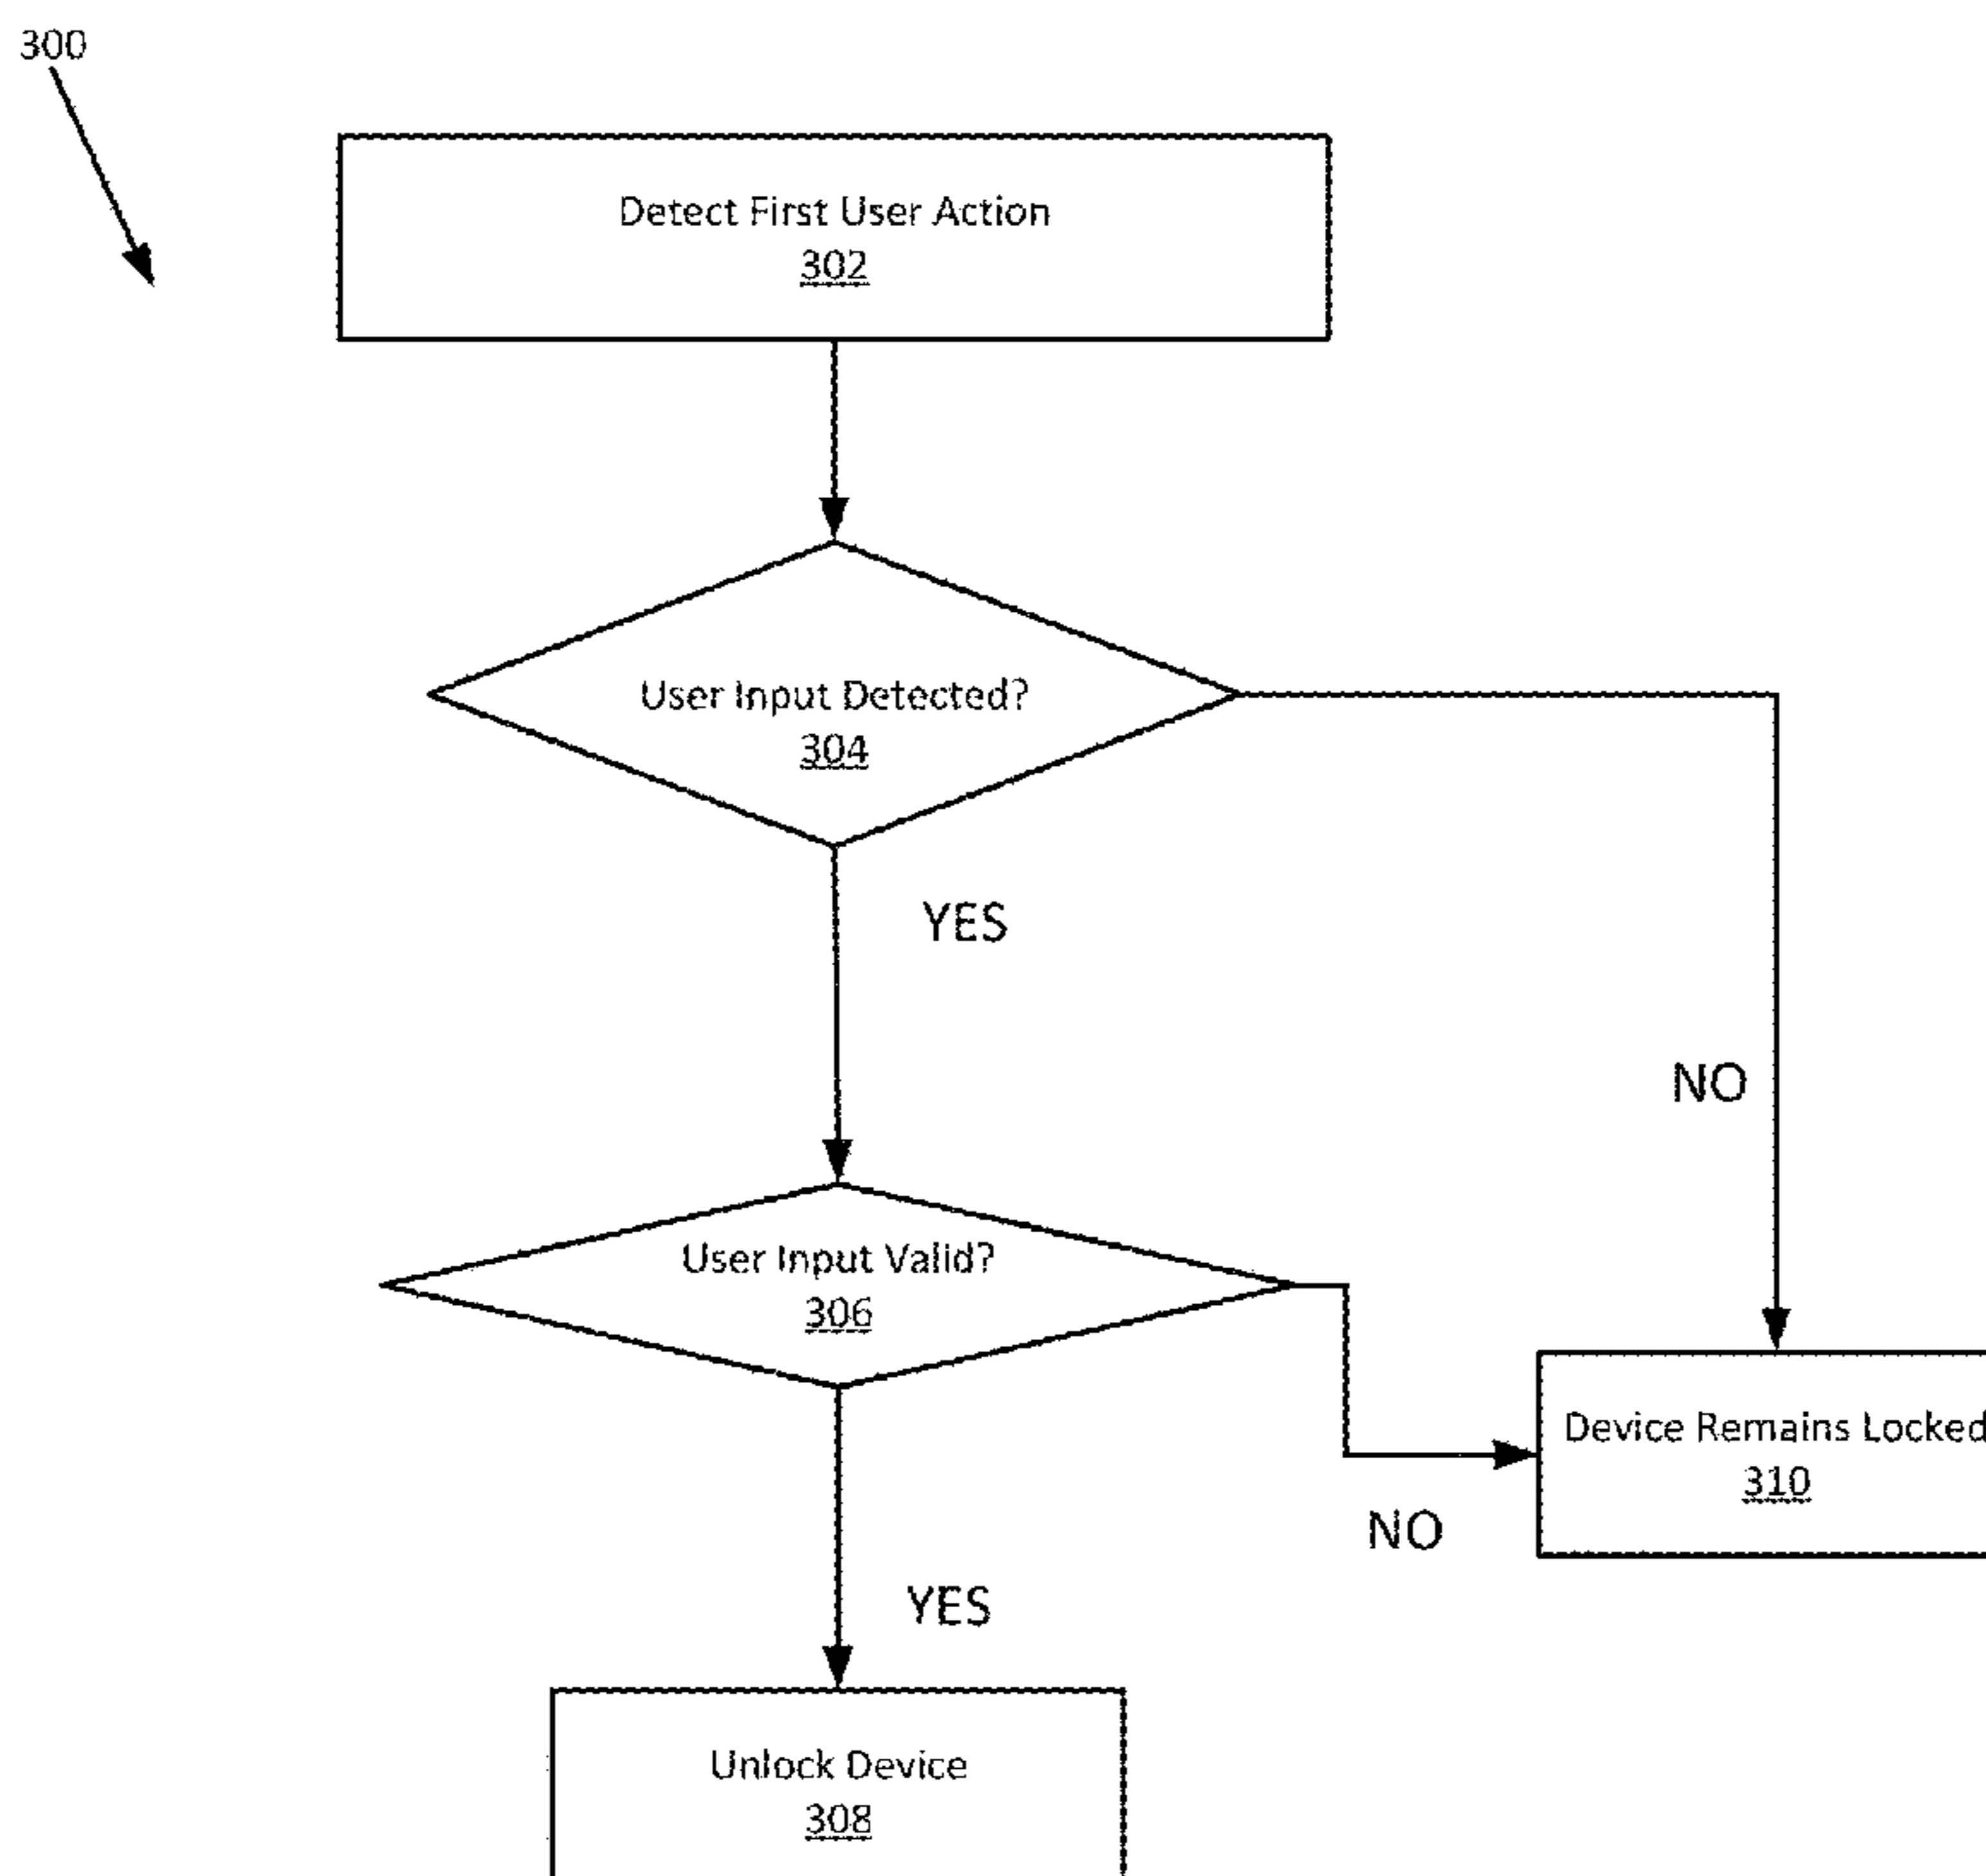 300
Detect First User Action
302
User Input Detected?
304
YES
NO
User Input Valid?
306
Device Remains Locked
310
NO
YES
Unlock Device
308